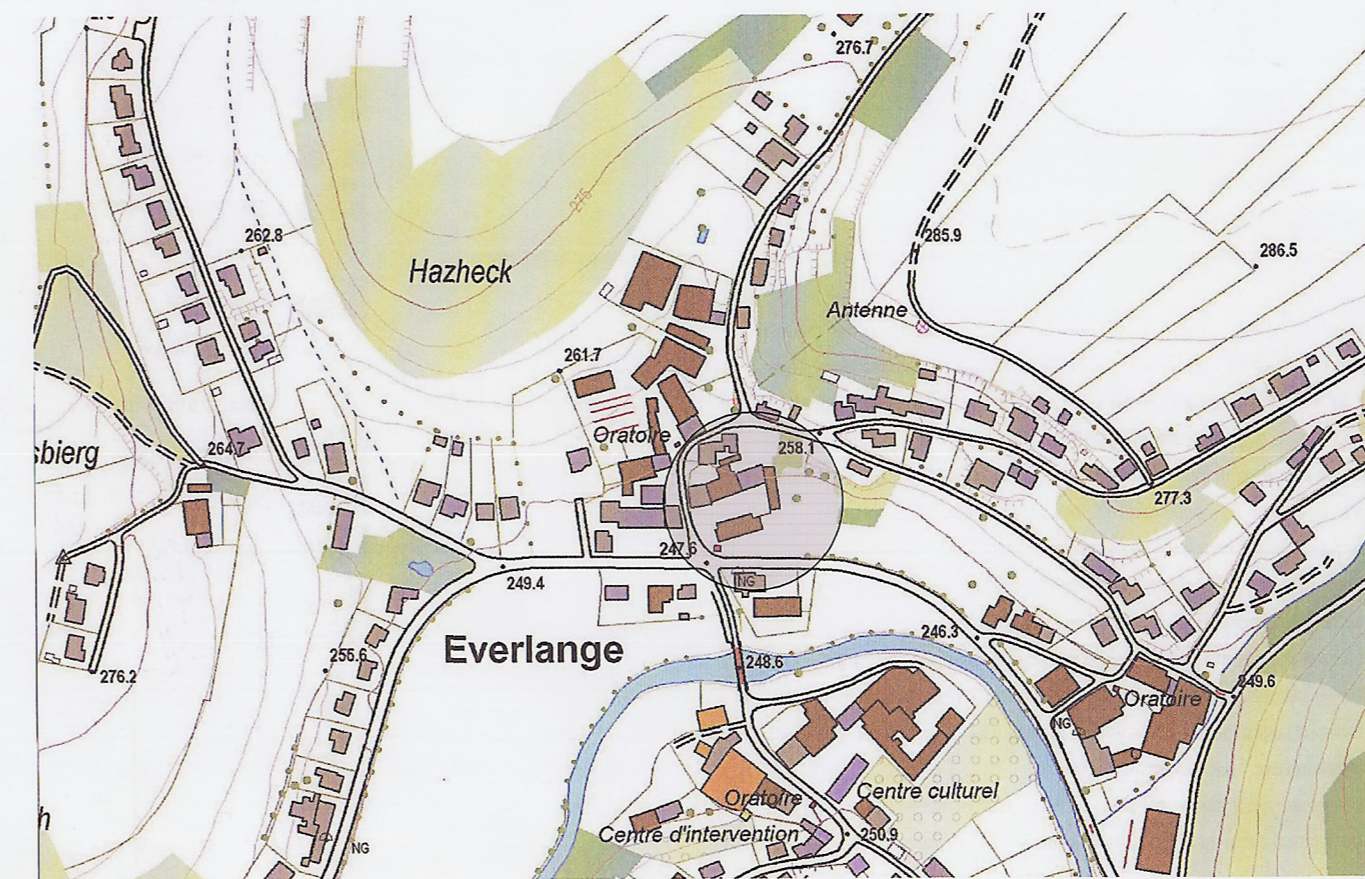 276.7
262.8
276
285.9
286.5
Hazheck
Antenne
261.7
Oratoire
258.1
264
sbierg
277.3
247.6
249.4
NG
246.3
Everlange
255.6
248.6
276.2
249.6
Oratoire
NG
Centre culturel
Oratoire
Centre d'intervention
250.9
NG
h